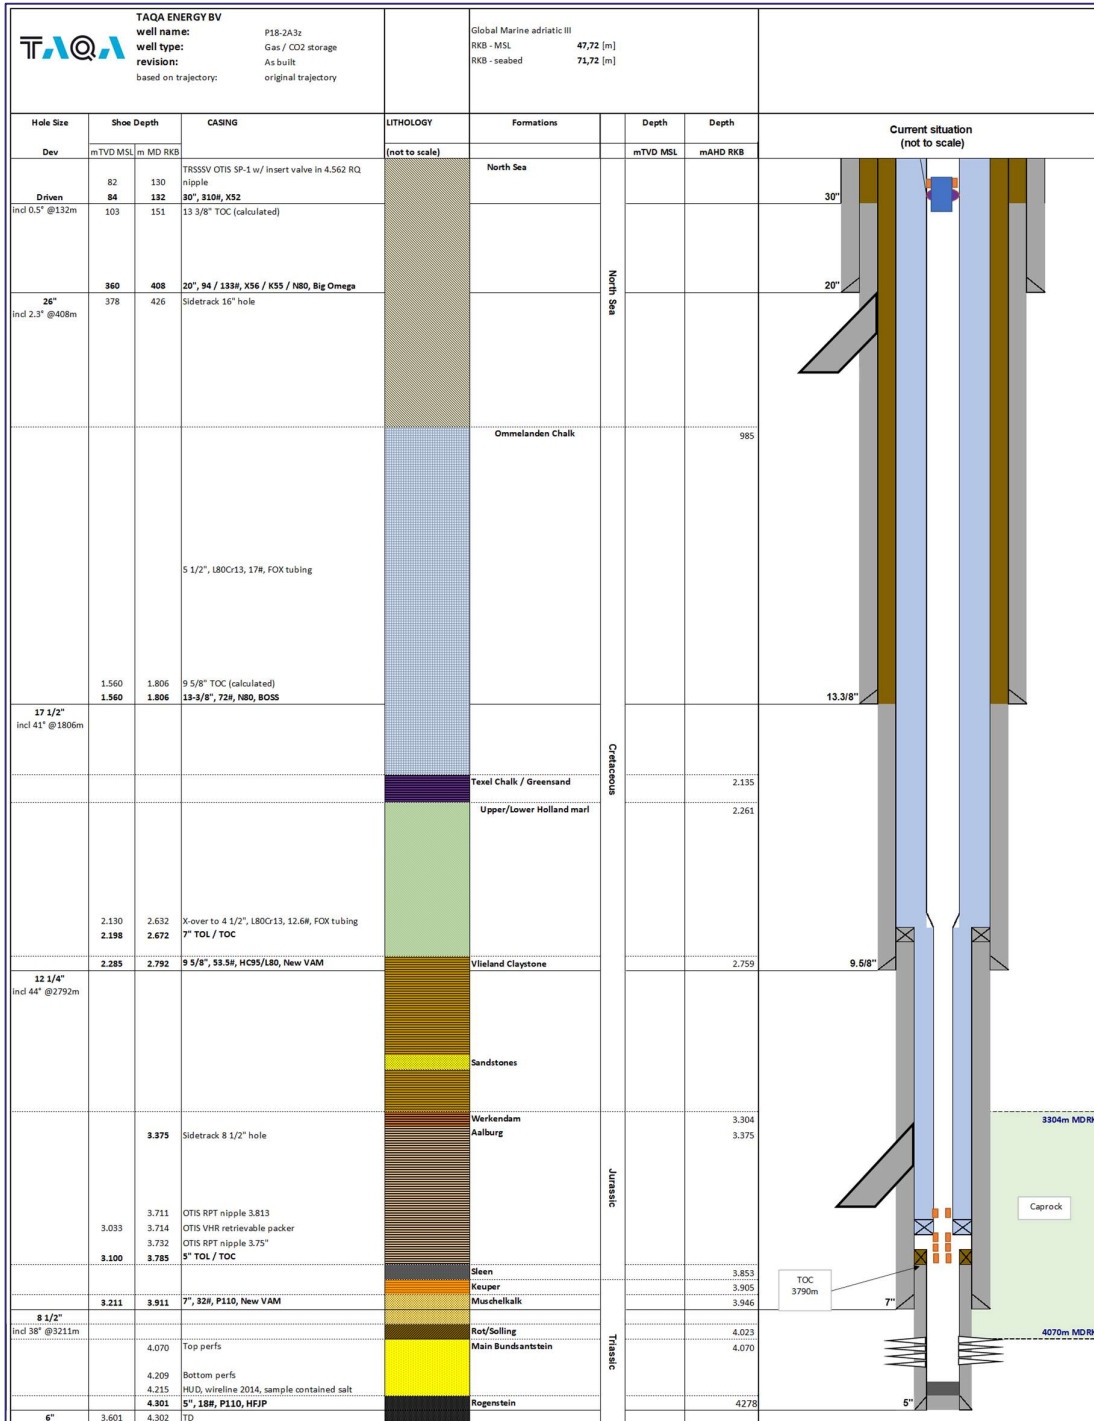 TAQA
TAQA ENERGY BV
well name: P18-2A3z
well type: Gas / CO2 storage
revision: As built
based on trajectory: original trajectory
Global Marine adriatic III
RKB - MSL 47,72 [m]
RKB - seabed 71,72 [m]
Hole Size Shoe Depth CASING LITHOLOGY Formations Depth Depth
Dev mTVD MSL m MD RKB (not to scale) mTVD MSL mAHD RKB
Current situation
(not to scale)
TRSSSV OTIS SP-1 w/ insert valve in 4.562 RQ North Sea
82 130 nipple
Driven 84 132 30", 310#, X52 30"
incl 0.5° @132m 103 151 13 3/8" TOC (calculated)
North Sea
360 408 20", 94 / 133#, X56 / K55 / N80, Big Omega 20"
26" 378 426 Sidetrack 16" hole
incl 2.3° @408m
Ommelanden Chalk 985
5 1/2", L80Cr13, 17#, FOX tubing
1.560 1.806 9 5/8" TOC (calculated)
1.560 1.806 13-3/8", 72#, N80, BOSS 13.3/8"
17 1/2"
incl 41° @1806m
Cretaceous
Texel Chalk / Greensand 2.135
Upper/Lower Holland marl 2.261
2.130 2.632 X-over to 4 1/2", L80Cr13, 12.6#, FOX tubing
2.198 2.672 7" TOL / TOC
2.285 2.792 9 5/8", 53.5#, HC95/L80, New VAM Vlieland Claystone 2.759 9.5/8"
12 1/4"
incl 44° @2792m
Sandstones
Werkendam 3.304 3304m MDRK
3.375 Sidetrack 8 1/2" hole Aalburg 3.375
Jurassic
Caprock
3.711 OTIS RPT nipple 3.813
3.033 3.714 OTIS VHR retrievable packer
3.732 OTIS RPT nipple 3.75"
3.100 3.785 5" TOL / TOC
Sleen 3.853
TOC
3790m
Keuper 3.905
3.211 3.911 7", 32#, P110, New VAM Muschelkalk 3.946 7"
8 1/2"
incl 38° @3211m Rot/Solling 4.023 4070m MDRK
Triassic
4.070 Top perfs Main Bundsantstein 4.070
4.209 Bottom perfs
4.215 HUD, wireline 2014, sample contained salt
4.301 5", 18#, P110, HFJP Rogenstein 4278 5"
6" 3.601 4.302 TD